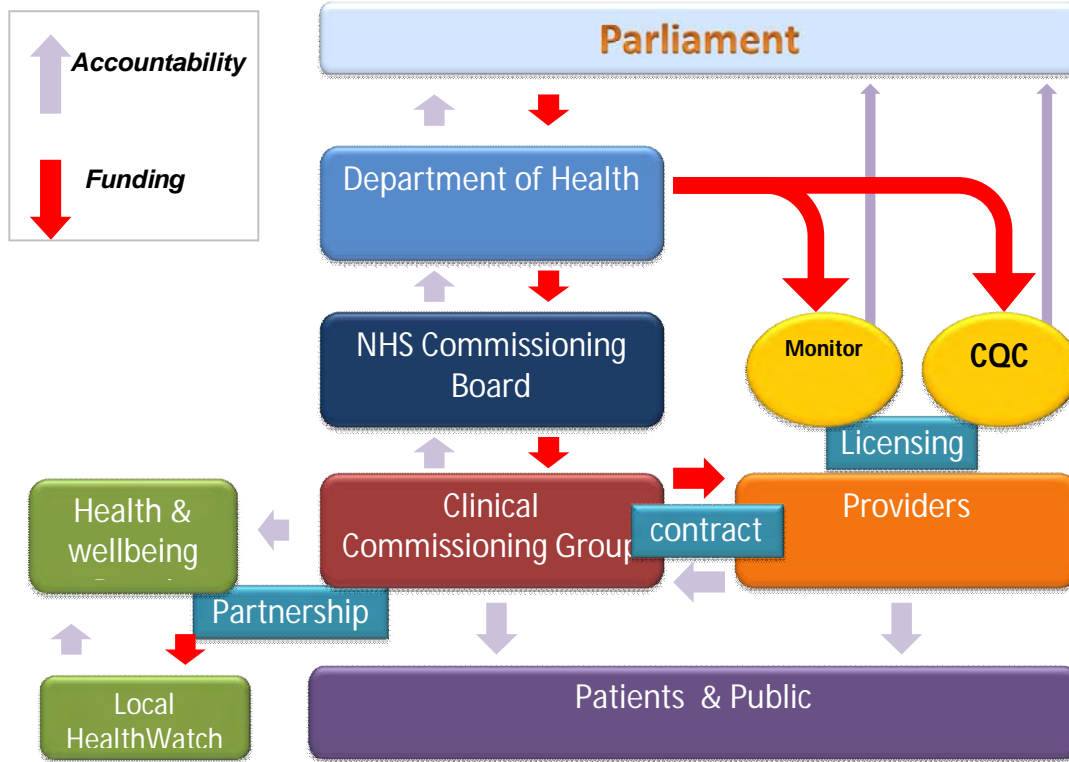 Accountability
Funding
Parliament
Department of Health
NHS Commissioning
Board
Monitor
CQC
Licensing
Health &
wellbeing
Clinical
Commissioning Group
contract
Providers
Partnership
Local
HealthWatch
Patients & Public